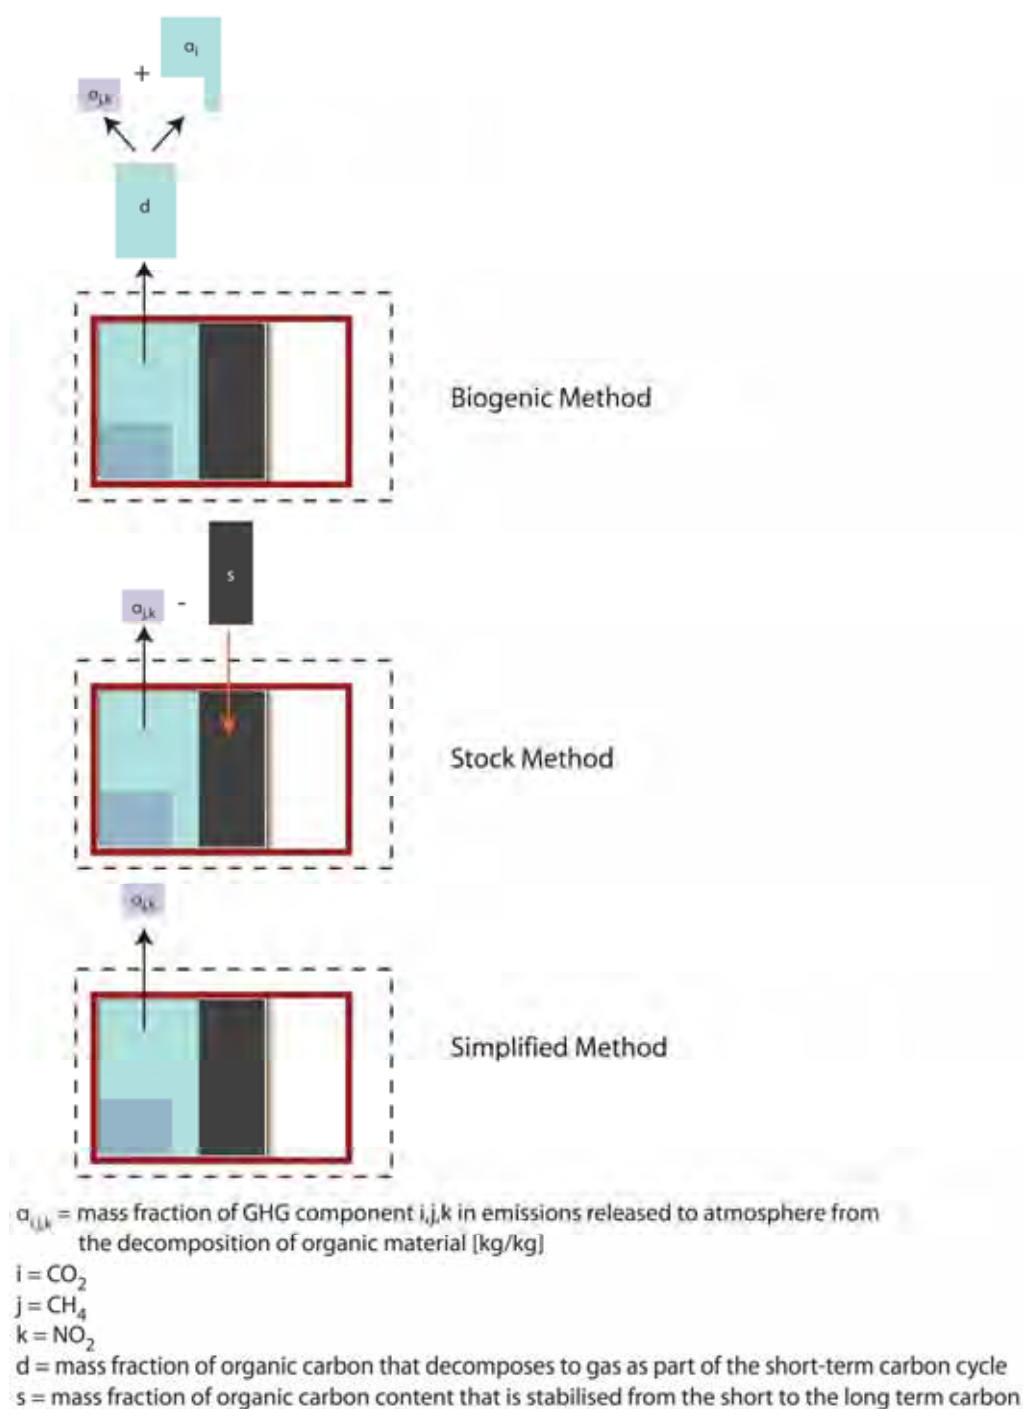 αᵢ
+
αⱼ,ₖ
d
Biogenic Method
s
αⱼ,ₖ -
Stock Method
αⱼ,ₖ
Simplified Method
αᵢ,ⱼ,ₖ = mass fraction of GHG component i,j,k in emissions released to atmosphere from
the decomposition of organic material [kg/kg]
i = CO₂
j = CH₄
k = NO₂
d = mass fraction of organic carbon that decomposes to gas as part of the short-term carbon cycle
s = mass fraction of organic carbon content that is stabilised from the short to the long term carbon